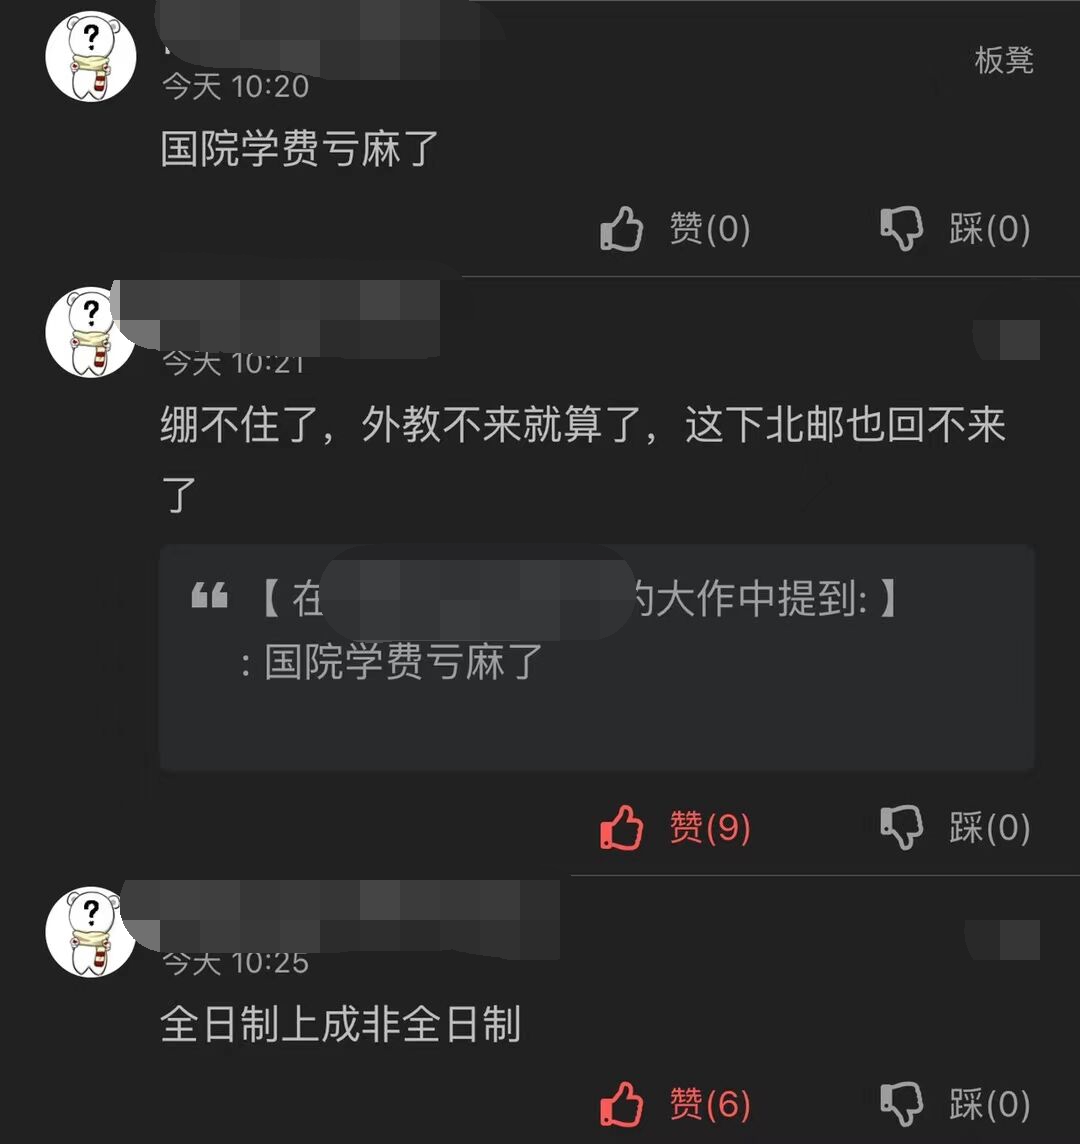 ?
今天 10:20
板凳
国院学费亏麻了
赞(0)
踩(0)
?
今天 10:21
绷不住了，外教不来就算了，这下北邮也回不来
了
【 在
的大作中提到: 】
: 国院学费亏麻了
赞(9)
踩(0)
?
今天 10:25
全日制上成非全日制
赞(6)
踩(0)